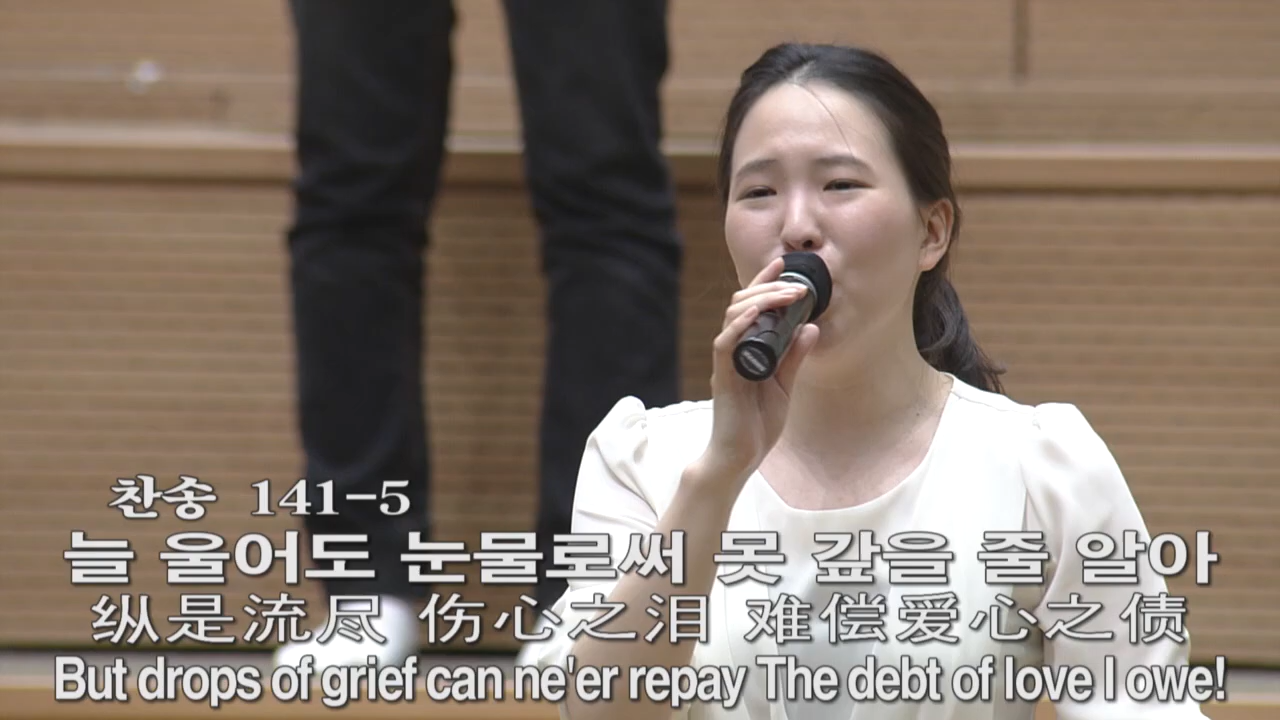 찬송 141-5
늘 울어도 눈물로써 못 갚을 줄 알아
纵是流尽 伤心之泪 难偿爱心之债
But drops of grief can ne'er repay The debt of love I owe!